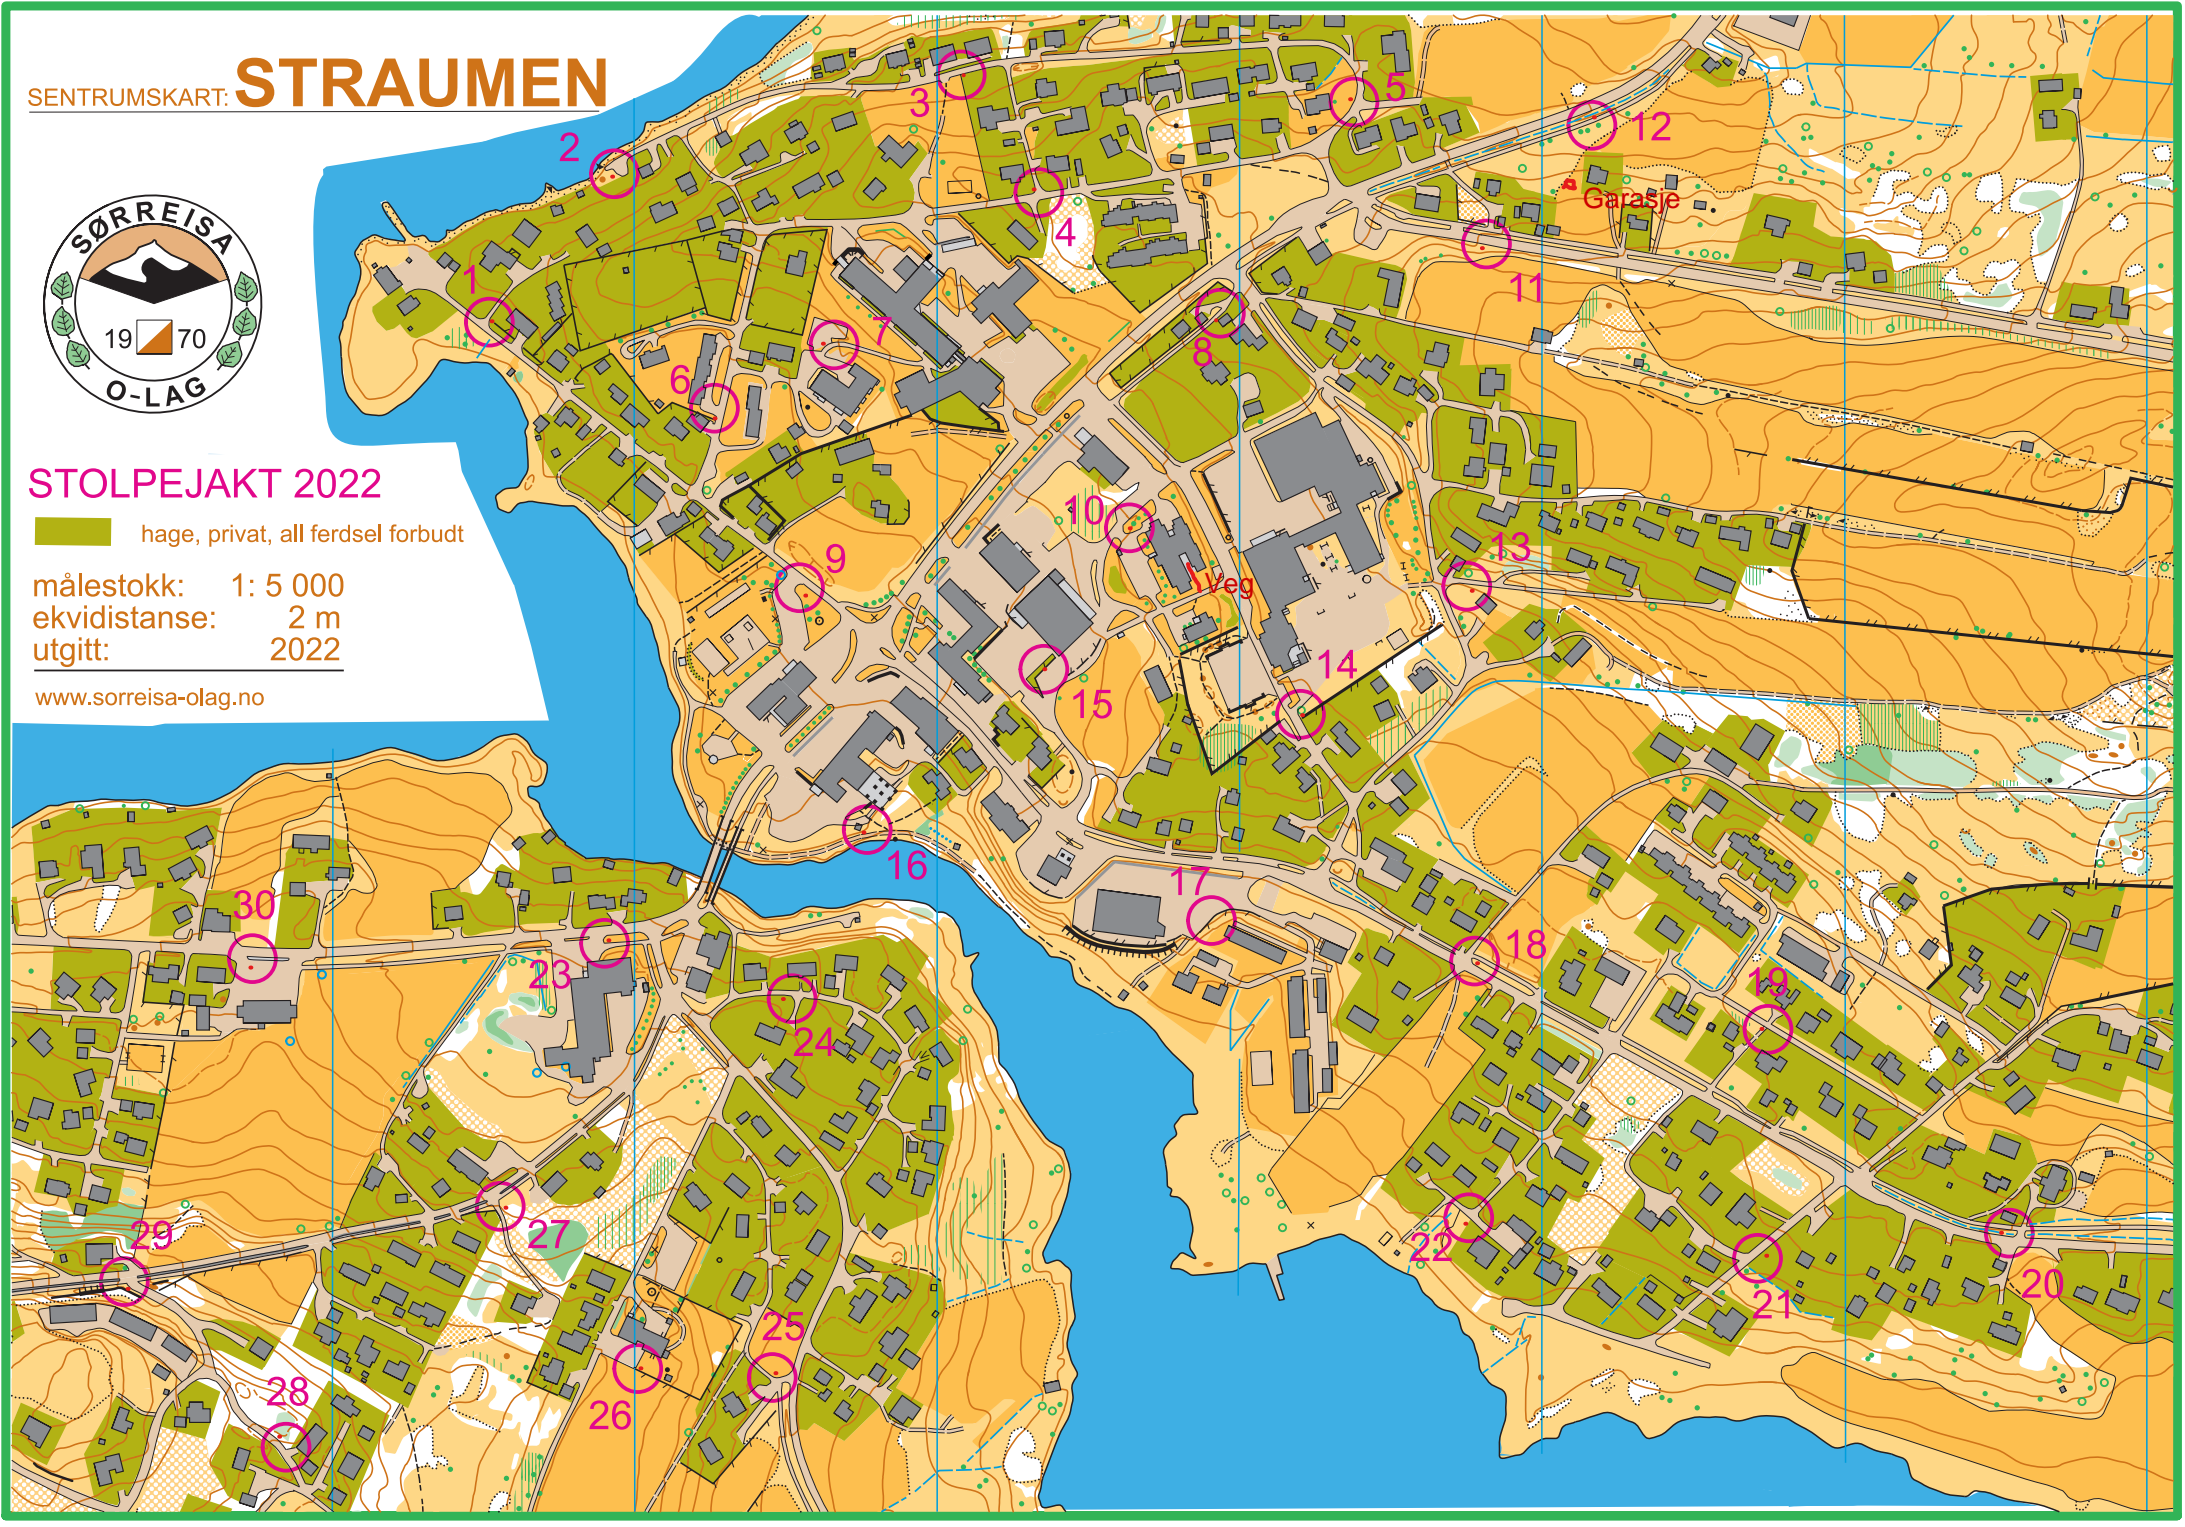 SENTRUMSKART: STRAUMEN
SØRREISA
19 70
O-LAG
STOLPEJAKT 2022
hage, privat, all ferdsel forbudt
målestokk: 1: 5 000
ekvidistanse: 2 m
utgitt: 2022
www.sorreisa-olag.no
1
2
3
4
5
6
7
8
9
10
11
12
13
14
15
16
17
18
19
20
21
22
23
24
25
26
27
28
29
30
Garasje
Veg